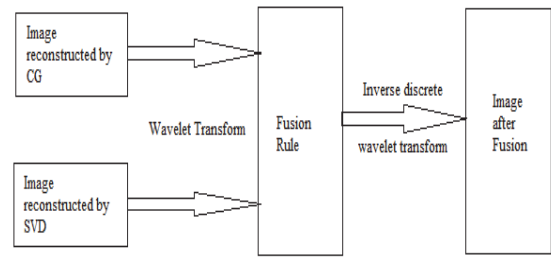 Image
reconstructed by
CG
Wavelet Transform
Image
reconstructed by
SVD
Fusion
Rule
Inverse discrete
wavelet transform
Image
after
Fusion